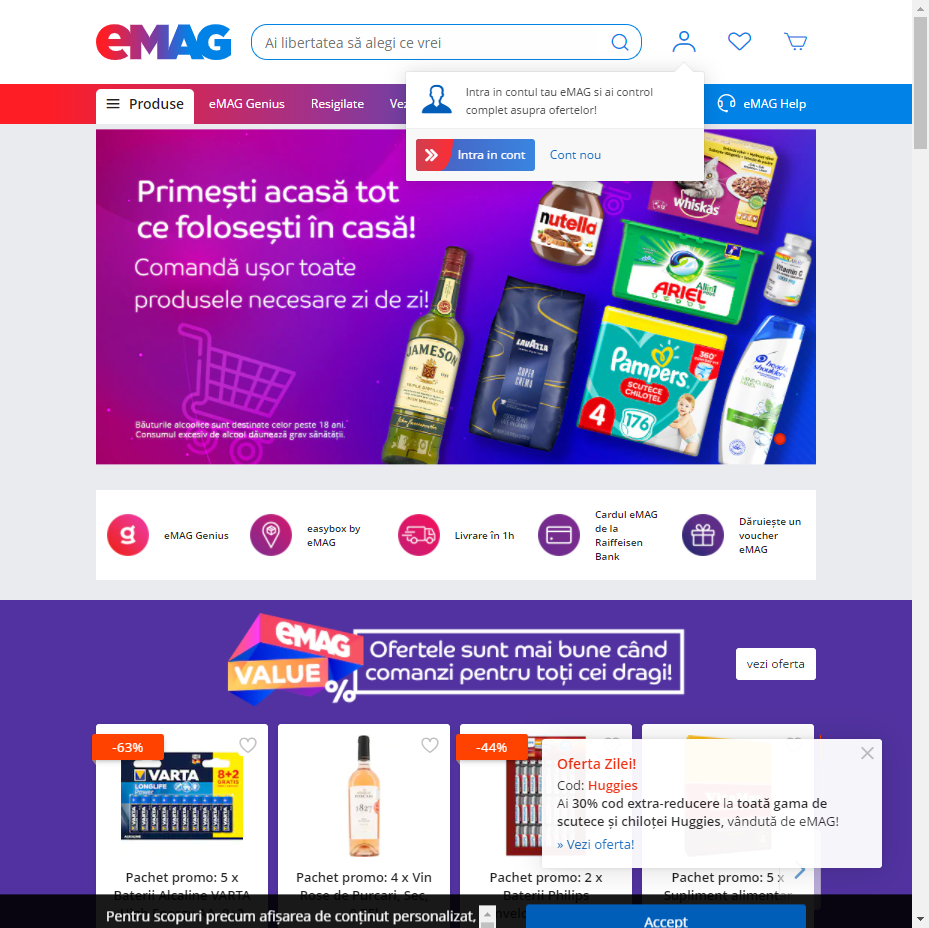 eMAG
Ai libertatea să alegi ce vrei
Produse
eMAG Genius
Resigilate
eMAG Help
Intra in contul tau eMAG si ai control
complet asupra ofertelor!
Intra in cont
Cont nou
Primești acasă tot
ce folosești în casă!
Comandă ușor toate
produsele necesare zi de zi!
Băuturile alcoolice sunt destinate celor peste 18 ani.
Consumul excesiv de alcool dăunează grav sănătății.
nutella
whiskas
ARIEL
Allin1
Vitamin C
JAMESON
LAVAZZA
SUPER
CREMA
Pampers
360°
SCUTECE
CHILOȚEL
4
176
head &
shoulders
eMAG Genius
easybox by
eMAG
Livrare în 1h
Cardul eMAG
de la
Raiffeisen
Bank
Dăruiește un
voucher
eMAG
eMAG
VALUE
%
Ofertele sunt mai bune când
comanzi pentru toți cei dragi!
vezi oferta
-63%
VARTA
LONGLIFE
Power
8+2
GRATIS
1827
-44%
Pachet promo: 5 x
Baterii Alcaline VARTA
Pachet promo: 4 x Vin
Rose de Purcari, Sec,
Pachet promo: 2 x
Baterii Philips
Pachet promo: 5 x
Supliment alimentar
Oferta Zilei!
Cod: Huggies
Ai 30% cod extra-reducere la toată gama de
scutece și chiloței Huggies, vândută de eMAG!
» Vezi oferta!
Pentru scopuri precum afișarea de conținut personalizat,
Accept